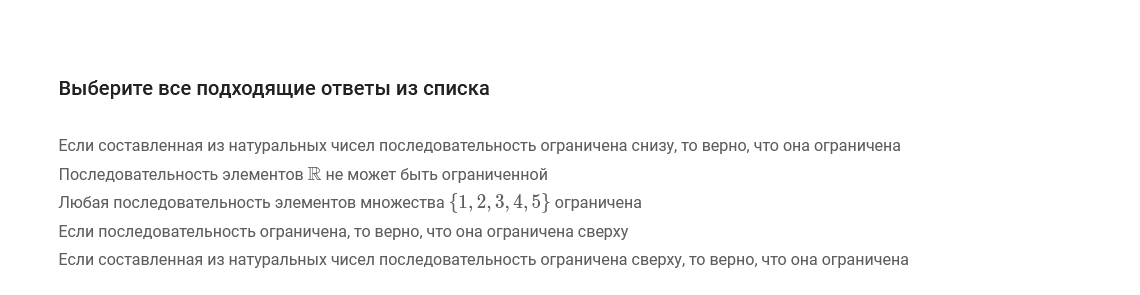 Выберите все подходящие ответы из списка
Если составленная из натуральных чисел последовательность ограничена снизу, то верно, что она ограничена
Последовательность элементов ℝ не может быть ограниченной
Любая последовательность элементов множества {1, 2, 3, 4, 5} ограничена
Если последовательность ограничена, то верно, что она ограничена сверху
Если составленная из натуральных чисел последовательность ограничена сверху, то верно, что она ограничена